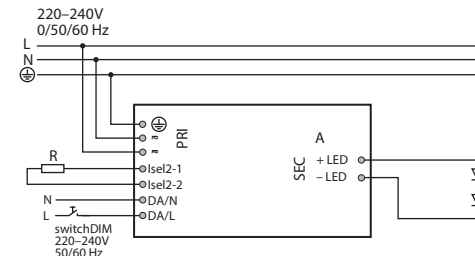 220–240V
0/50/60 Hz
L
N
PRI
A
SEC
+ LED
– LED
R
Isel2-1
Isel2-2
N
DA/N
L
DA/L
switchDIM
220–240V
50/60 Hz